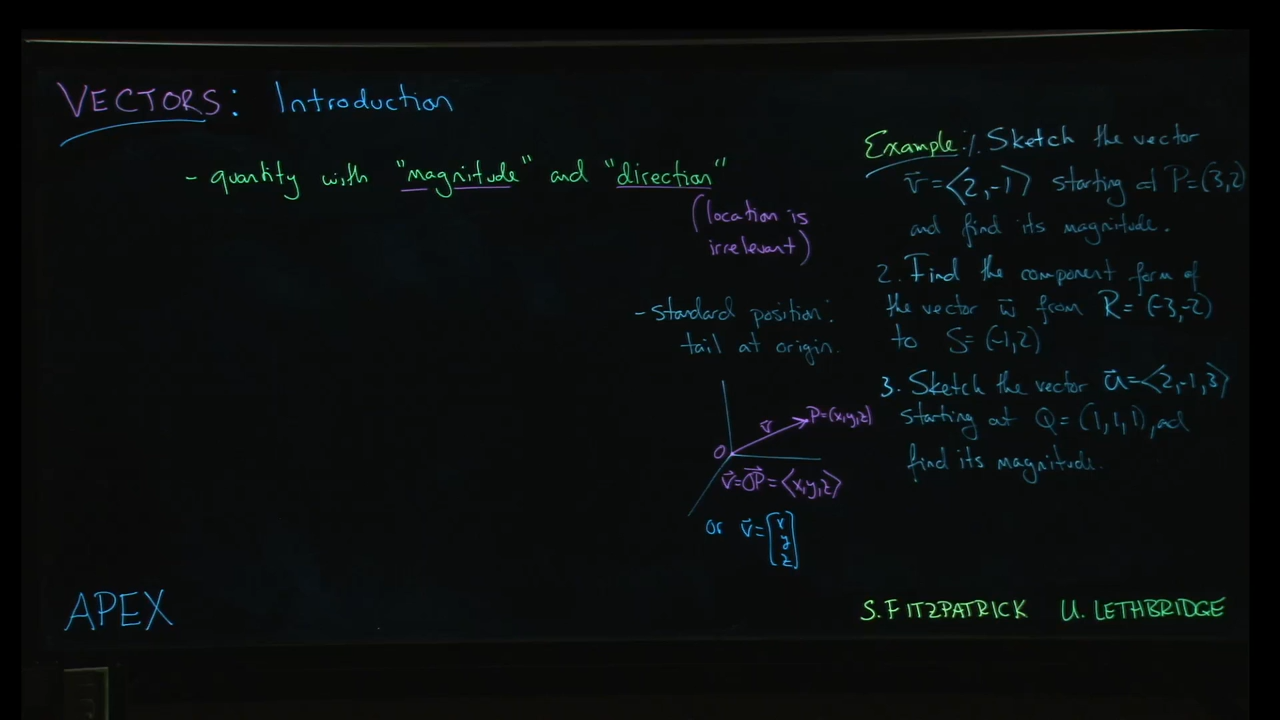 VECTORS: Introduction
- quantity with "magnitude" and "direction"
(location is
irrelevant)
- standard position:
tail at origin.
v⃗
P=(x,y,z)
O
v⃗=OP⃗=⟨x,y,z⟩
or v⃗=[x
y
z]
Example: 1. Sketch the vector
v⃗=⟨2,-1⟩ starting at P=(3,2)
and find its magnitude.
2. Find the component form of
the vector w⃗ from R=(-3,-2)
to S=(-1,2)
3. Sketch the vector u⃗=⟨2,-1,3⟩
starting at Q=(1,1,1), ad
find its magnitude.
APEX
S.FITZPATRICK U. LETHBRIDGE